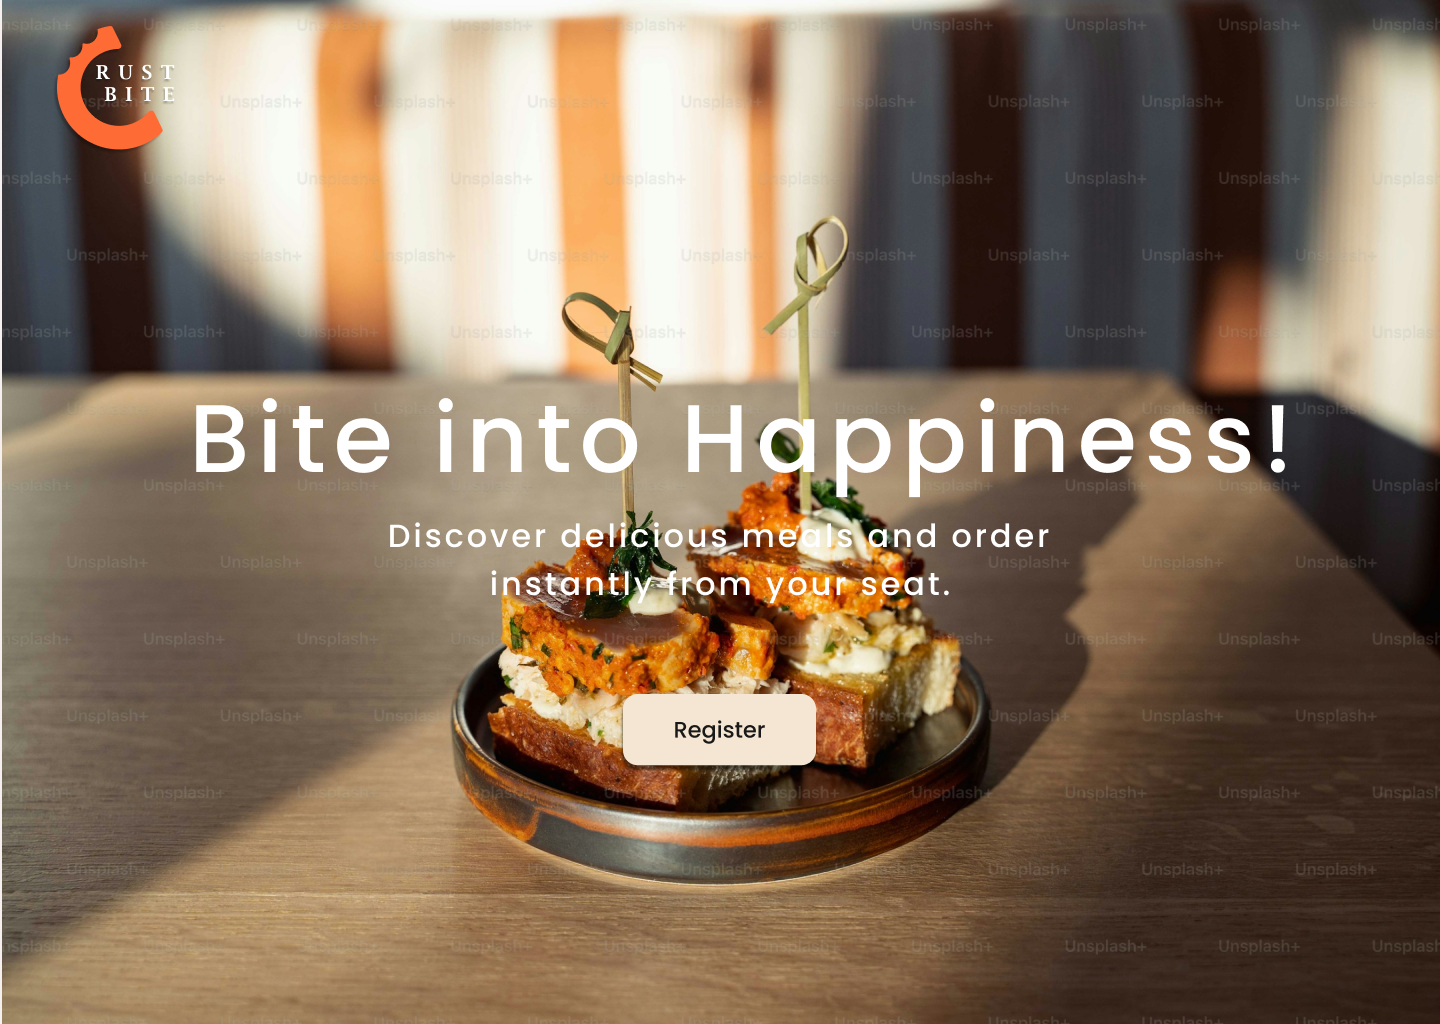 RUST
BITE
Bite into Happiness!
Discover delicious meals and order
instantly from your seat.
Register
Unsplash+